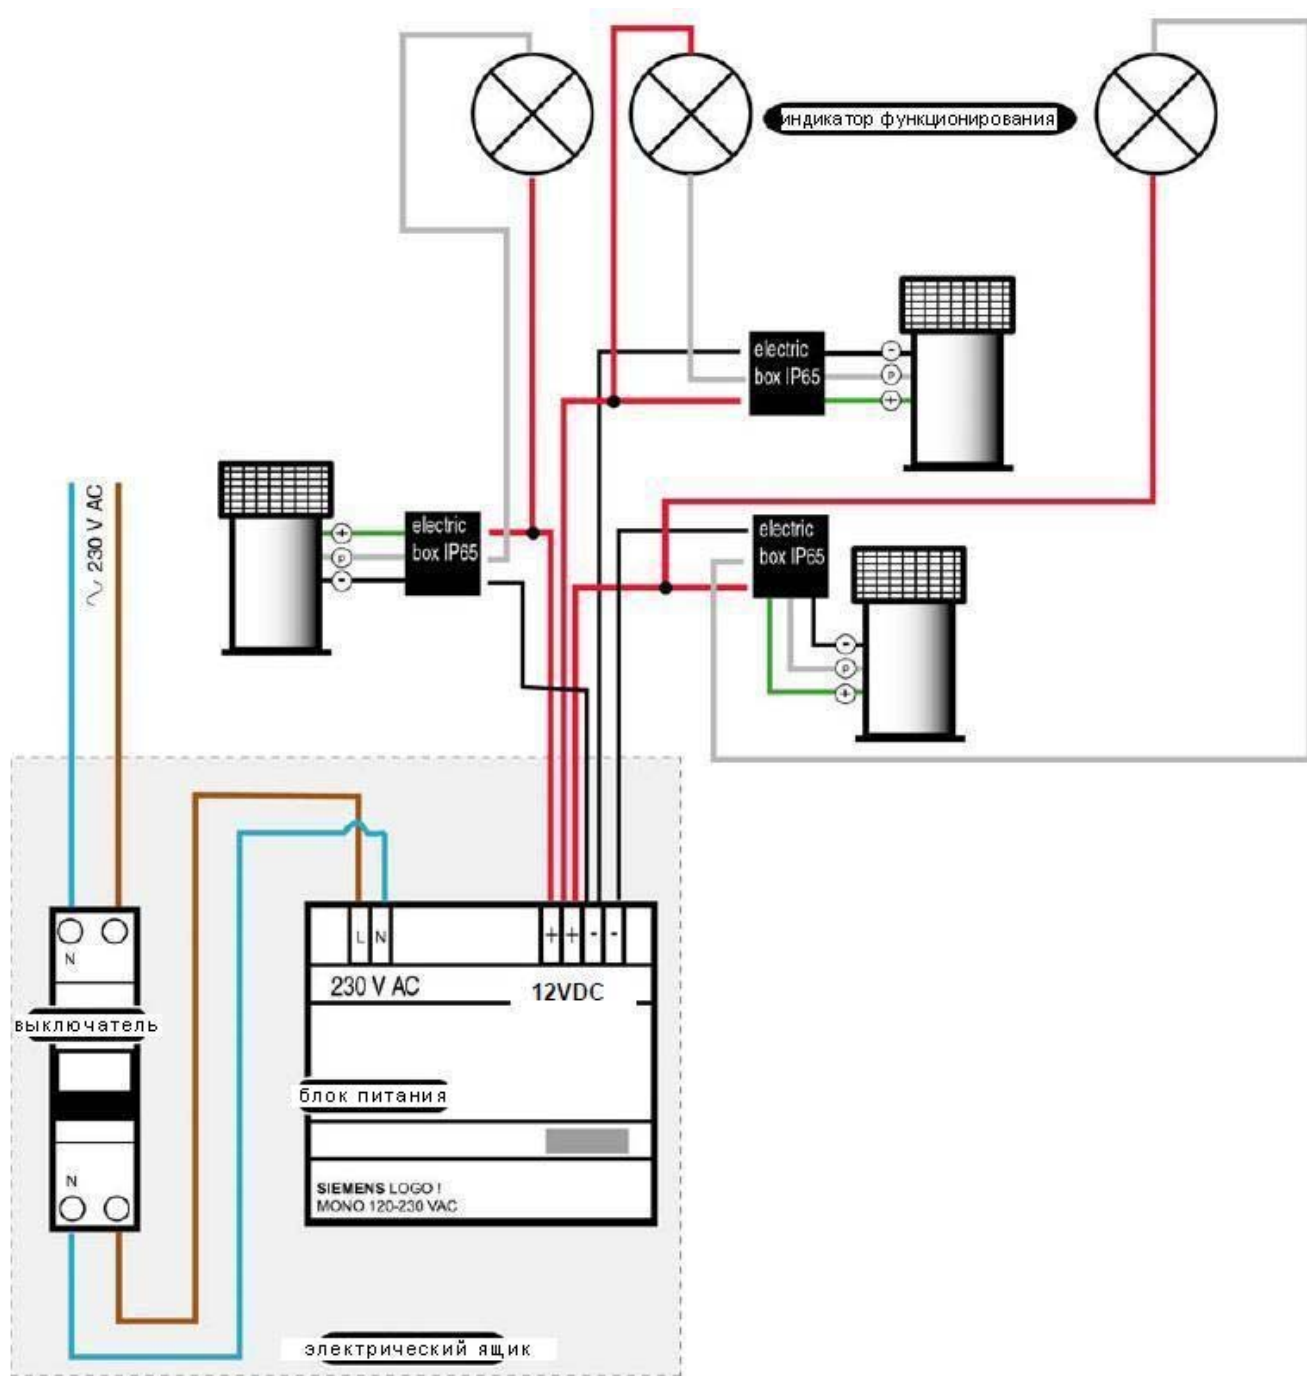 индикатор функционирования
electric
box IP65
-
p
+
electric
box IP65
+
p
-
electric
box IP65
-
p
+
~ 230 V AC
N
L N
+ + - -
230 V AC
12VDC
выключатель
блок питания
N
SIEMENS LOGO !
MONO 120-230 VAC
электрический ящик